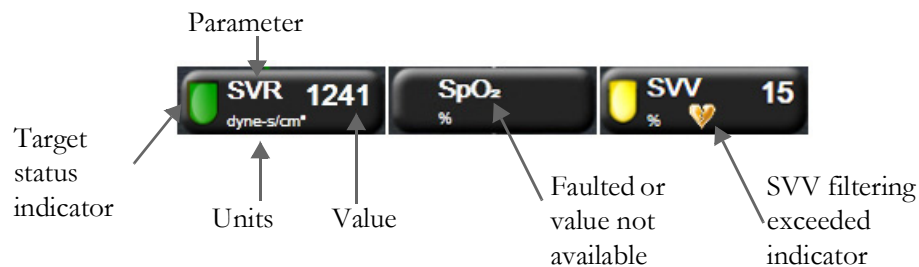 Parameter
SVR 1241
dyne-s/cm⁵
SpO₂
%
SVV 15
%
Target
status
indicator
Units
Value
Faulted or
value not
available
SVV filtering
exceeded
indicator